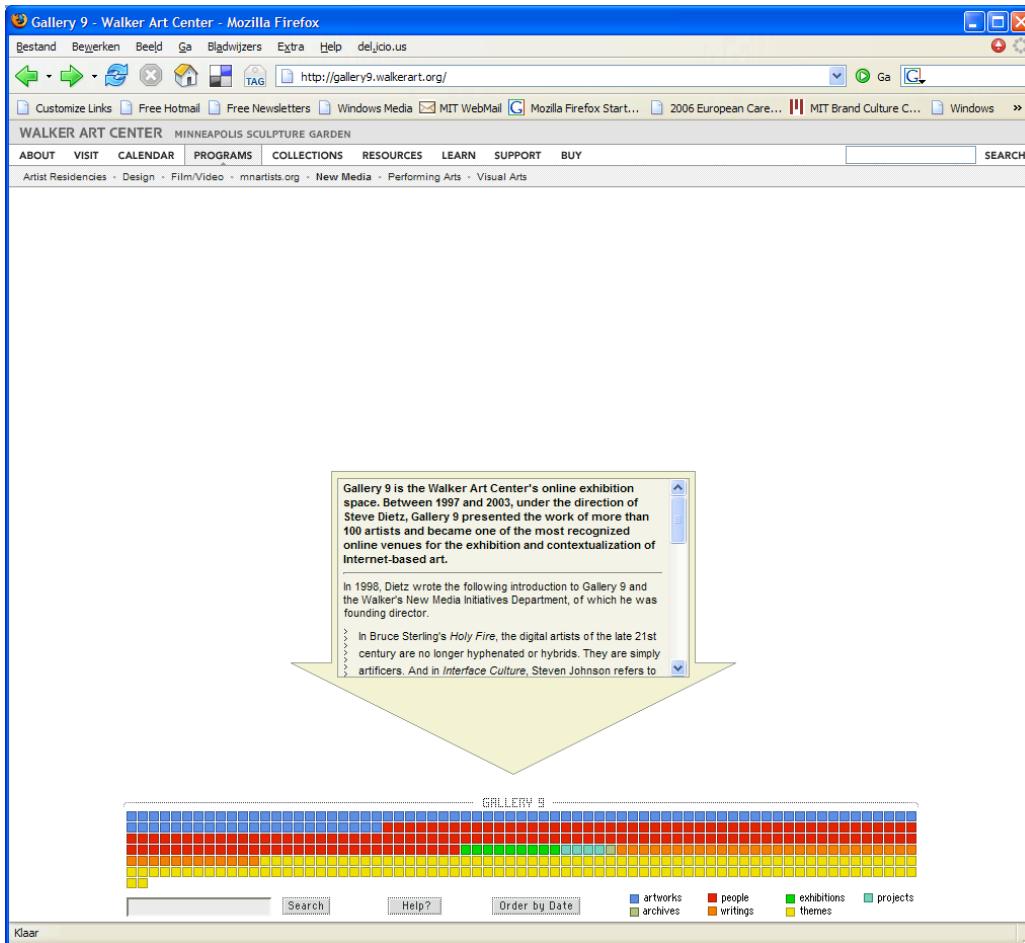 Gallery 9 - Walker Art Center - Mozilla Firefox
Bestand Bewerken Beeld Ga Bladwijzers Extra Help del.icio.us
TAG http://gallery9.walkerart.org/ Ga G
Customize Links Free Hotmail Free Newsletters Windows Media MIT WebMail G Mozilla Firefox Start... 2006 European Care... MIT Brand Culture C... Windows »
WALKER ART CENTER MINNEAPOLIS SCULPTURE GARDEN
ABOUT VISIT CALENDAR PROGRAMS COLLECTIONS RESOURCES LEARN SUPPORT BUY SEARCH
Artist Residencies - Design - Film/Video - mnartists.org - New Media - Performing Arts - Visual Arts
Gallery 9 is the Walker Art Center's online exhibition
space. Between 1997 and 2003, under the direction of
Steve Dietz, Gallery 9 presented the work of more than
100 artists and became one of the most recognized
online venues for the exhibition and contextualization of
Internet-based art.
In 1998, Dietz wrote the following introduction to Gallery 9 and
the Walker's New Media Initiatives Department, of which he was
founding director.
In Bruce Sterling's Holy Fire, the digital artists of the late 21st
century are no longer hyphenated or hybrids. They are simply
artificers. And in Interface Culture, Steven Johnson refers to
GALLERY 9
Search Help? Order by Date
artworks people exhibitions projects
archives writings themes
Klaar